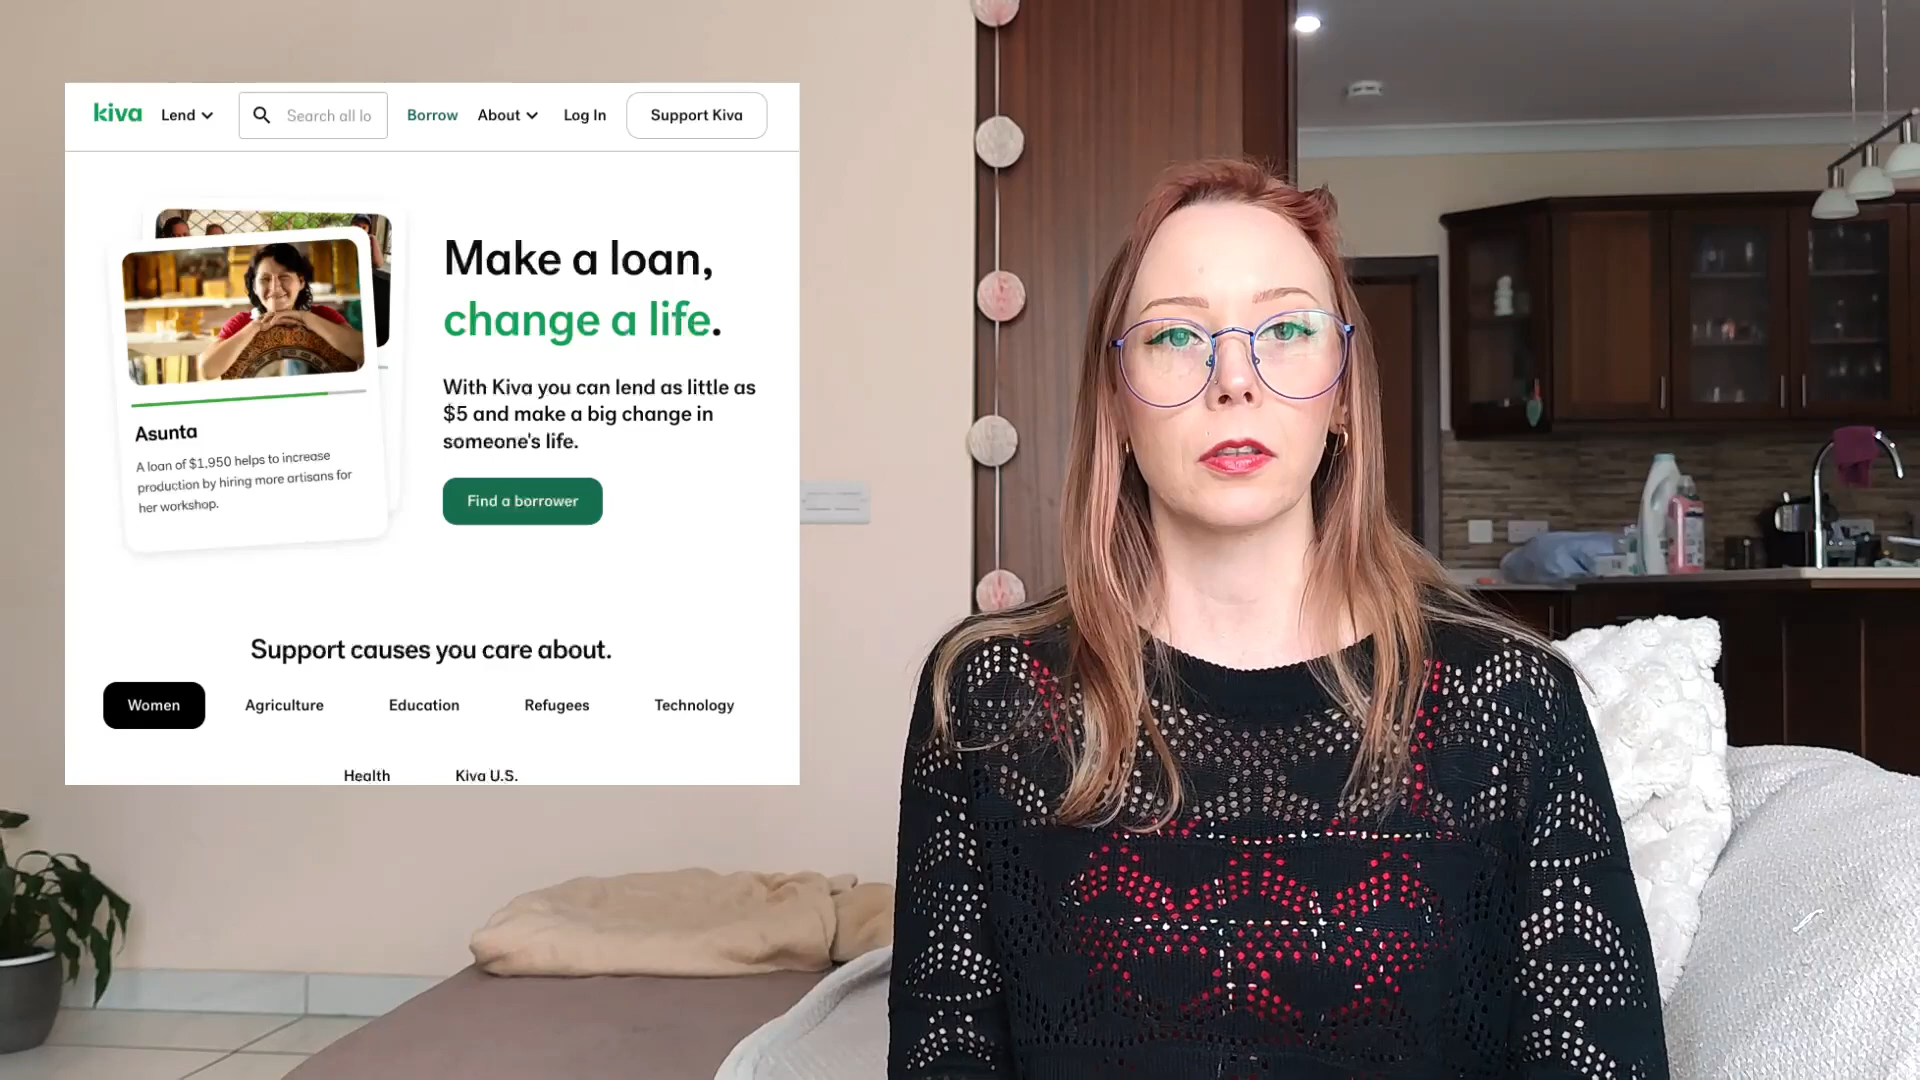 kiva Lend Search all lo Borrow About Log In Support Kiva
Make a loan,
change a life.
With Kiva you can lend as little as
$5 and make a big change in
someone's life.
Find a borrower
Asunta
A loan of $1,950 helps to increase
production by hiring more artisans for
her workshop.
Support causes you care about.
Women Agriculture Education Refugees Technology
Health Kiva U.S.